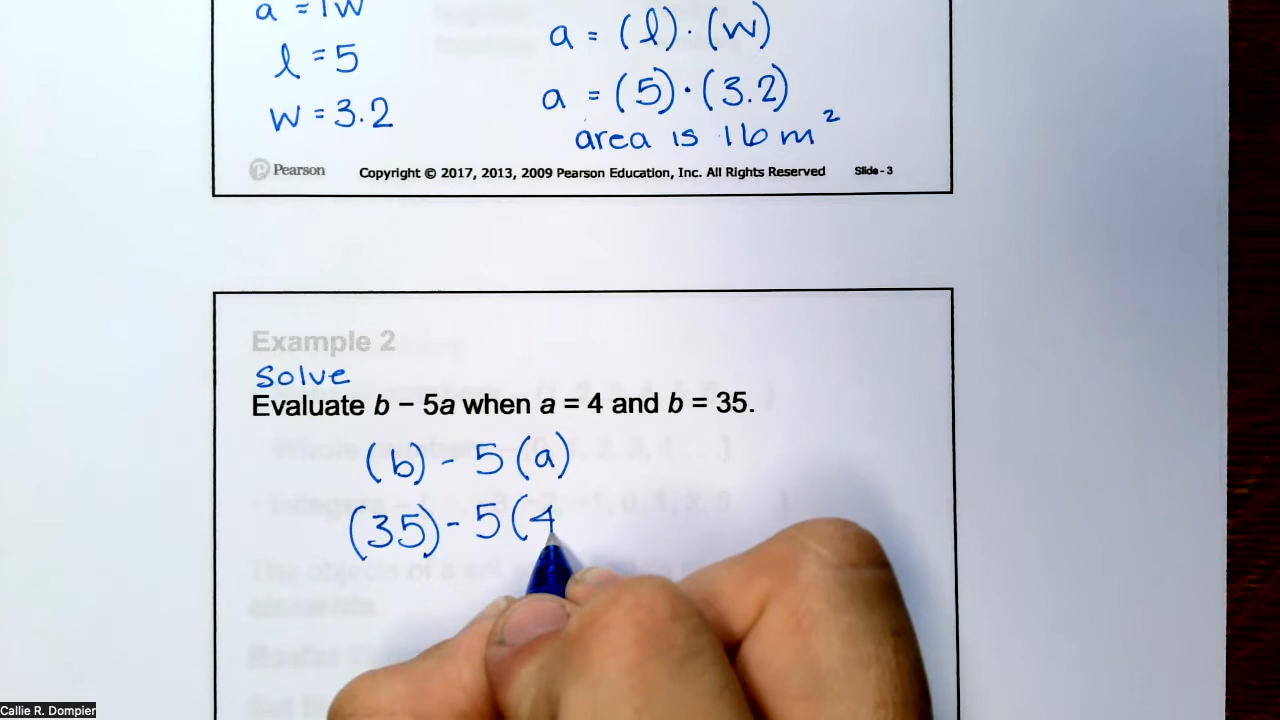 a = lw
l = 5
w = 3.2
a = (l) · (w)
a = (5) · (3.2)
area is 16 m²
Pearson Copyright © 2017, 2013, 2009 Pearson Education, Inc. All Rights Reserved Slide - 3
Example 2
Solve
Evaluate b − 5a when a = 4 and b = 35.
(b) - 5 (a)
(35) - 5 (4
Callie R. Dompier